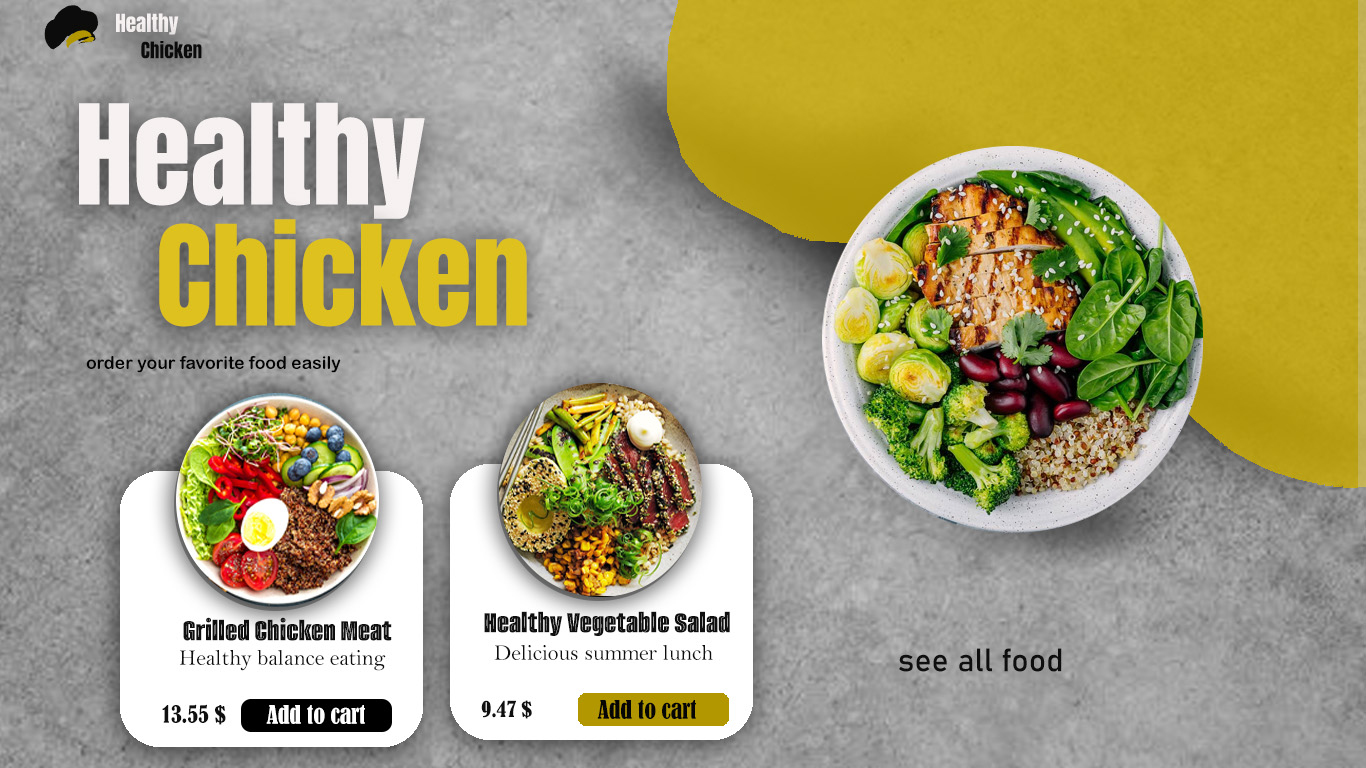 Healthy
Chicken
Healthy
Chicken
order your favorite food easily
Grilled Chicken Meat
Healthy balance eating
13.55 $ Add to cart
Healthy Vegetable Salad
Delicious summer lunch
9.47 $ Add to cart
see all food